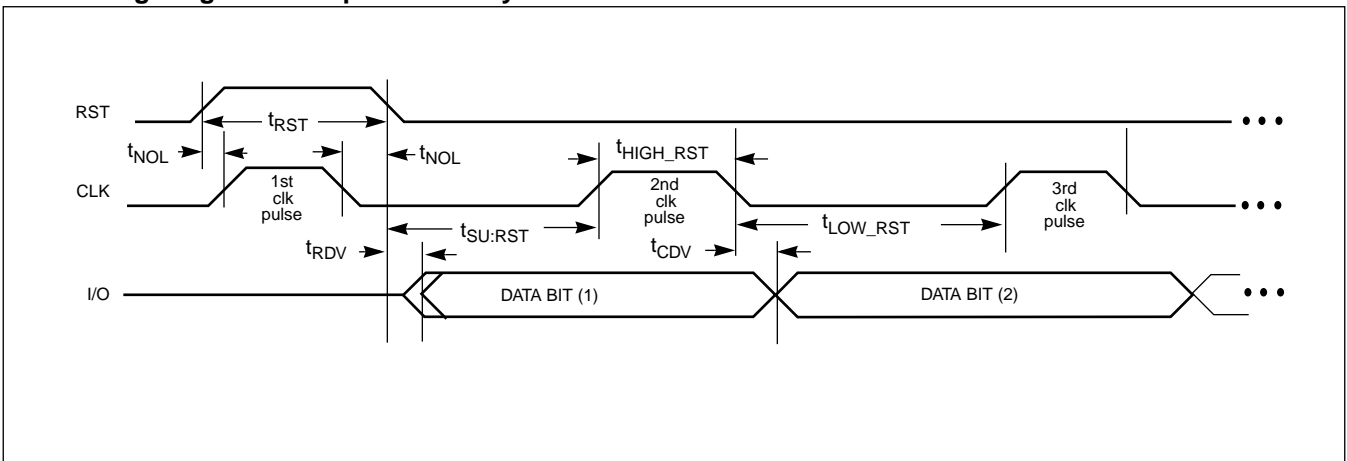 RST
tRST
tNOL
tNOL
tHIGH_RST
CLK
1st
clk
pulse
2nd
clk
pulse
3rd
clk
pulse
tSU:RST
tLOW_RST
tRDV
tCDV
I/O
DATA BIT (1)
DATA BIT (2)